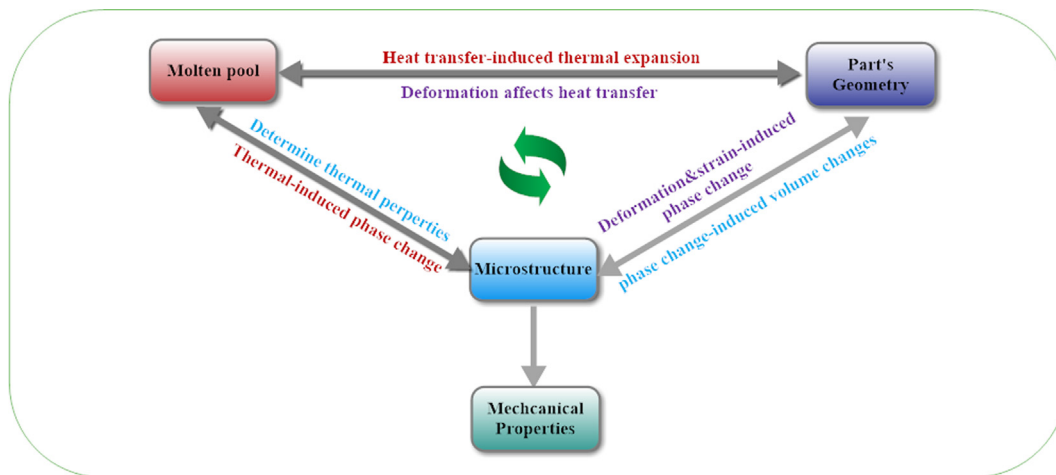 Heat transfer-induced thermal expansion
Molten pool
Part's
Geometry
Deformation affects heat transfer
Determine thermal perperties
Thermal-induced phase change
Deformation&strain-induced
phase change
phase change-induced volume changes
Microstructure
Mechcanical
Properties